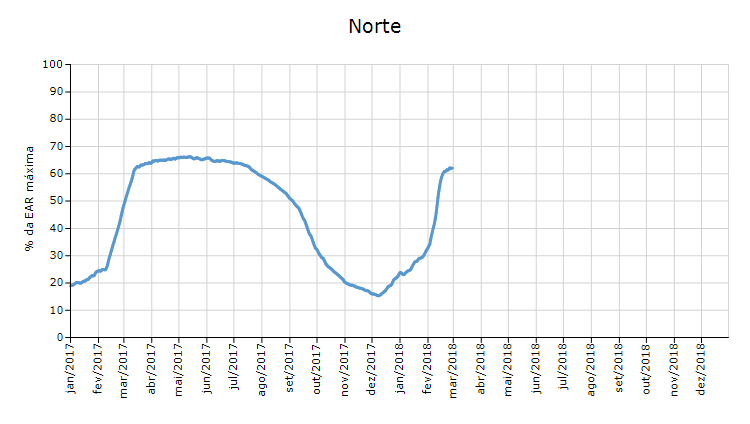 Norte
% da EAR máxima
100
90
80
70
60
50
40
30
20
10
0
jan/2017
fev/2017
mar/2017
abr/2017
mai/2017
jun/2017
jul/2017
ago/2017
set/2017
out/2017
nov/2017
dez/2017
jan/2018
fev/2018
mar/2018
abr/2018
mai/2018
jun/2018
jul/2018
ago/2018
set/2018
out/2018
nov/2018
dez/2018